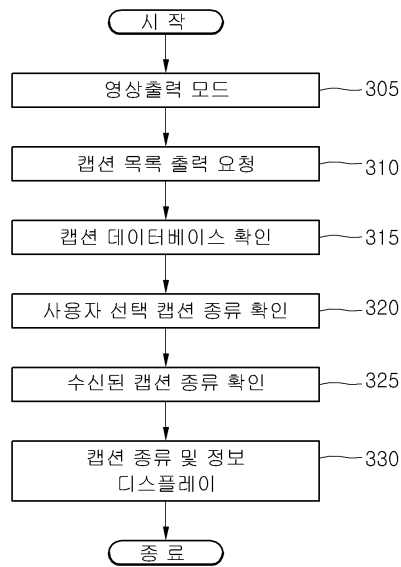 시 작
영상출력 모드
305
캡션 목록 출력 요청
310
캡션 데이터베이스 확인
315
사용자 선택 캡션 종류 확인
320
수신된 캡션 종류 확인
325
캡션 종류 및 정보
디스플레이
330
종 료